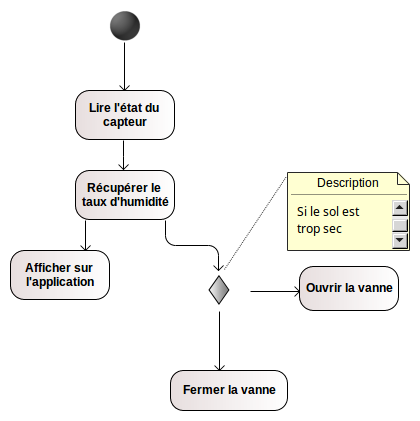 Lire l'état du
capteur
Récupérer le
taux d'humidité
Description
Si le sol est
trop sec
Afficher sur
l'application
Ouvrir la vanne
Fermer la vanne